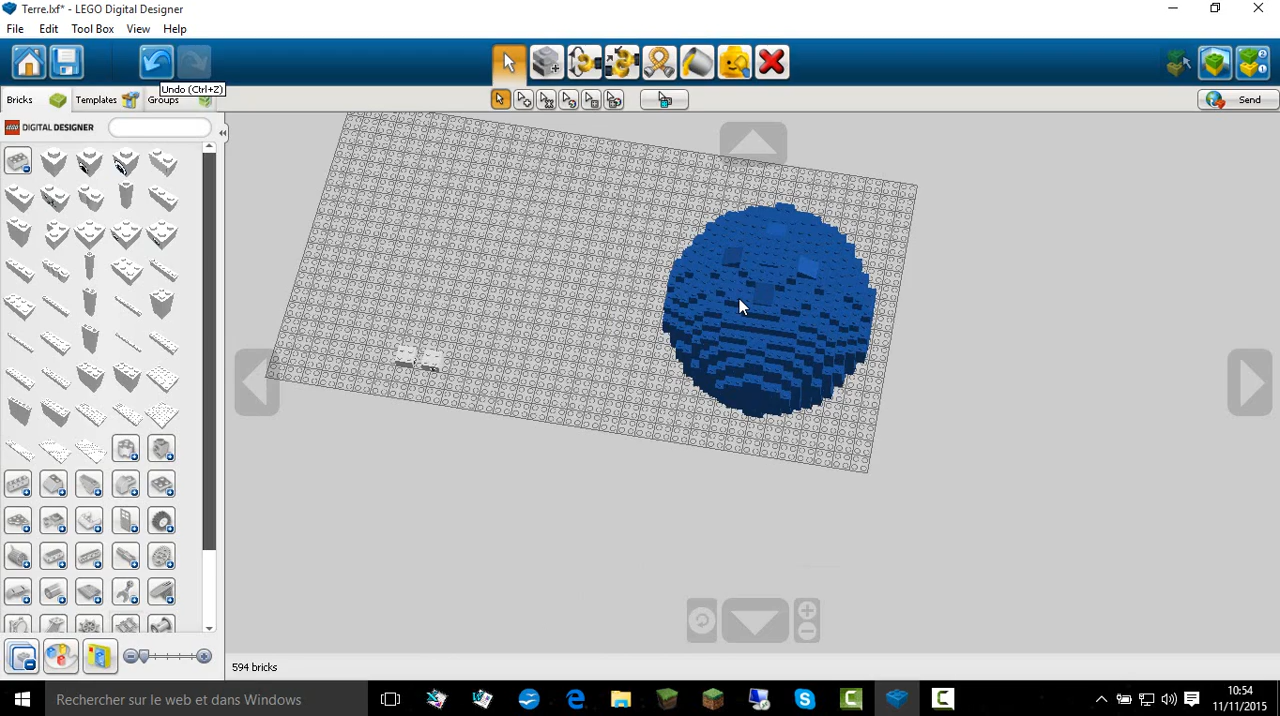 Terre.lxf* - LEGO Digital Designer
File Edit Tool Box View Help
Undo (Ctrl+Z)
Bricks Templates Groups
Send
LEGO DIGITAL DESIGNER
594 bricks
Rechercher sur le web et dans Windows
10:54
11/11/2015